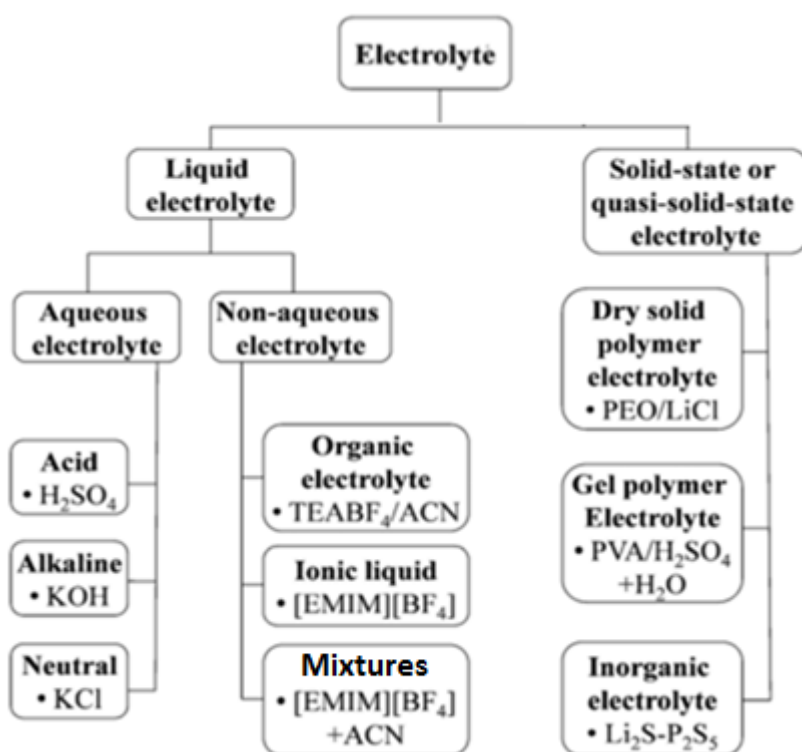 Electrolyte
Liquid
electrolyte
Solid-state or
quasi-solid-state
electrolyte
Aqueous
electrolyte
Non-aqueous
electrolyte
Dry solid
polymer
electrolyte
• PEO/LiCl
Acid
• H₂SO₄
Organic
electrolyte
• TEABF₄/ACN
Gel polymer
Electrolyte
• PVA/H₂SO₄
+H₂O
Alkaline
• KOH
Ionic liquid
• [EMIM][BF₄]
Neutral
• KCl
Mixtures
• [EMIM][BF₄]
+ACN
Inorganic
electrolyte
• Li₂S-P₂S₅